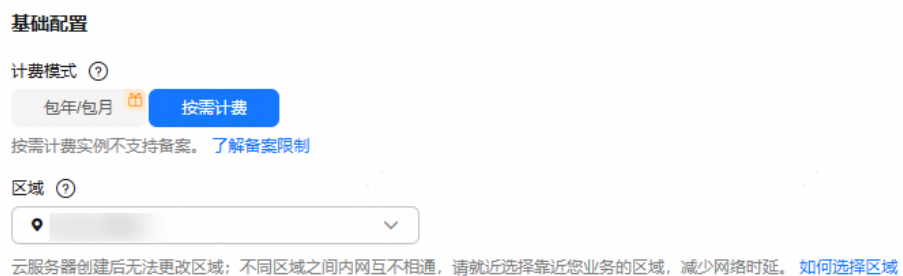 基础配置
计费模式
包年/包月 按需计费
按需计费实例不支持备案。 了解备案限制
区域
云服务器创建后无法更改区域；不同区域之间内网互不相通，请就近选择靠近您业务的区域，减少网络时延。 如何选择区域